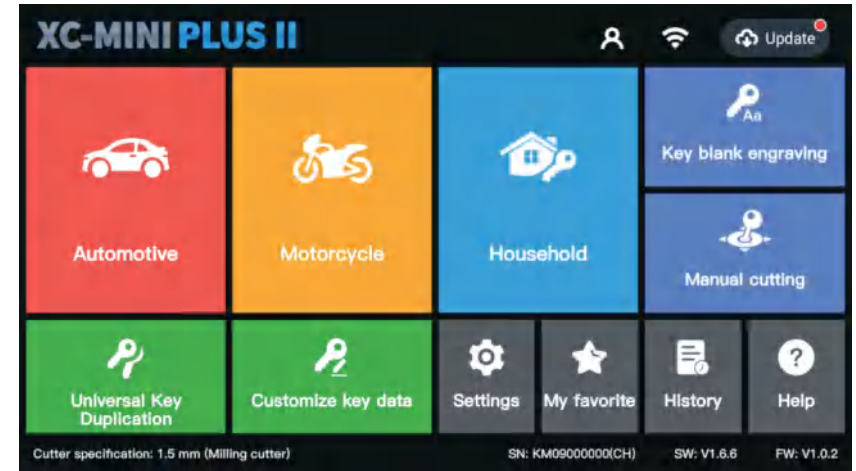 XC-MINI PLUS II
Update
Automotive
Motorcycle
Household
Aa
Key blank engraving
Manual cutting
Universal Key
Duplication
Customize key data
Settings
My favorite
History
?
Help
Cutter specification: 1.5 mm (Milling cutter)
SN: KM09000000(CH)
SW: V1.6.6
FW: V1.0.2